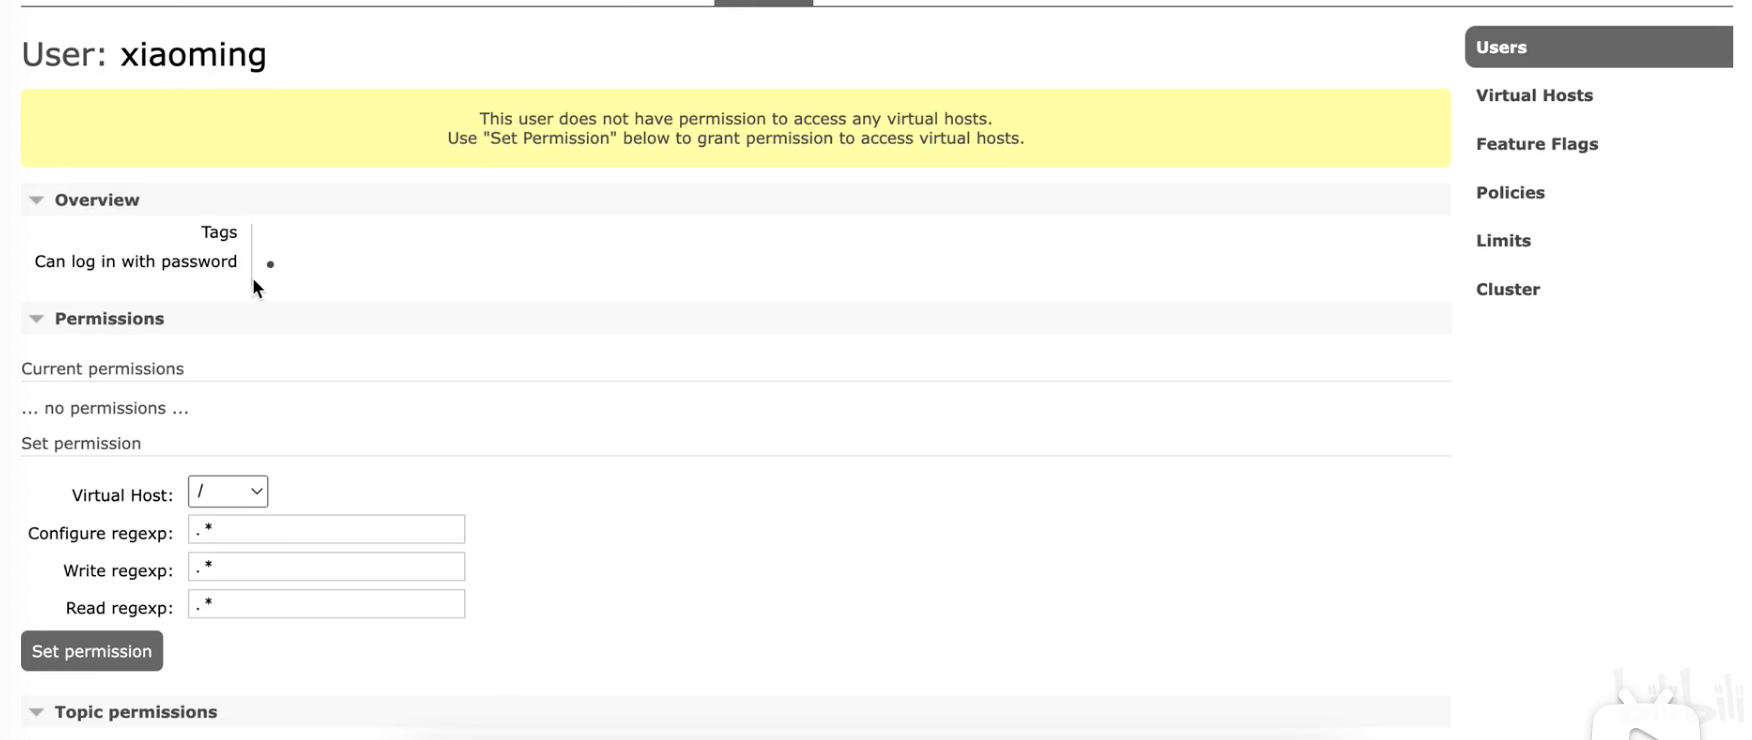 User: xiaoming
This user does not have permission to access any virtual hosts.
Use "Set Permission" below to grant permission to access virtual hosts.
Overview
Tags
Can log in with password •
Permissions
Current permissions
... no permissions ...
Set permission
Virtual Host: /
Configure regexp: .*
Write regexp: .*
Read regexp: .*
Set permission
Topic permissions
Users
Virtual Hosts
Feature Flags
Policies
Limits
Cluster